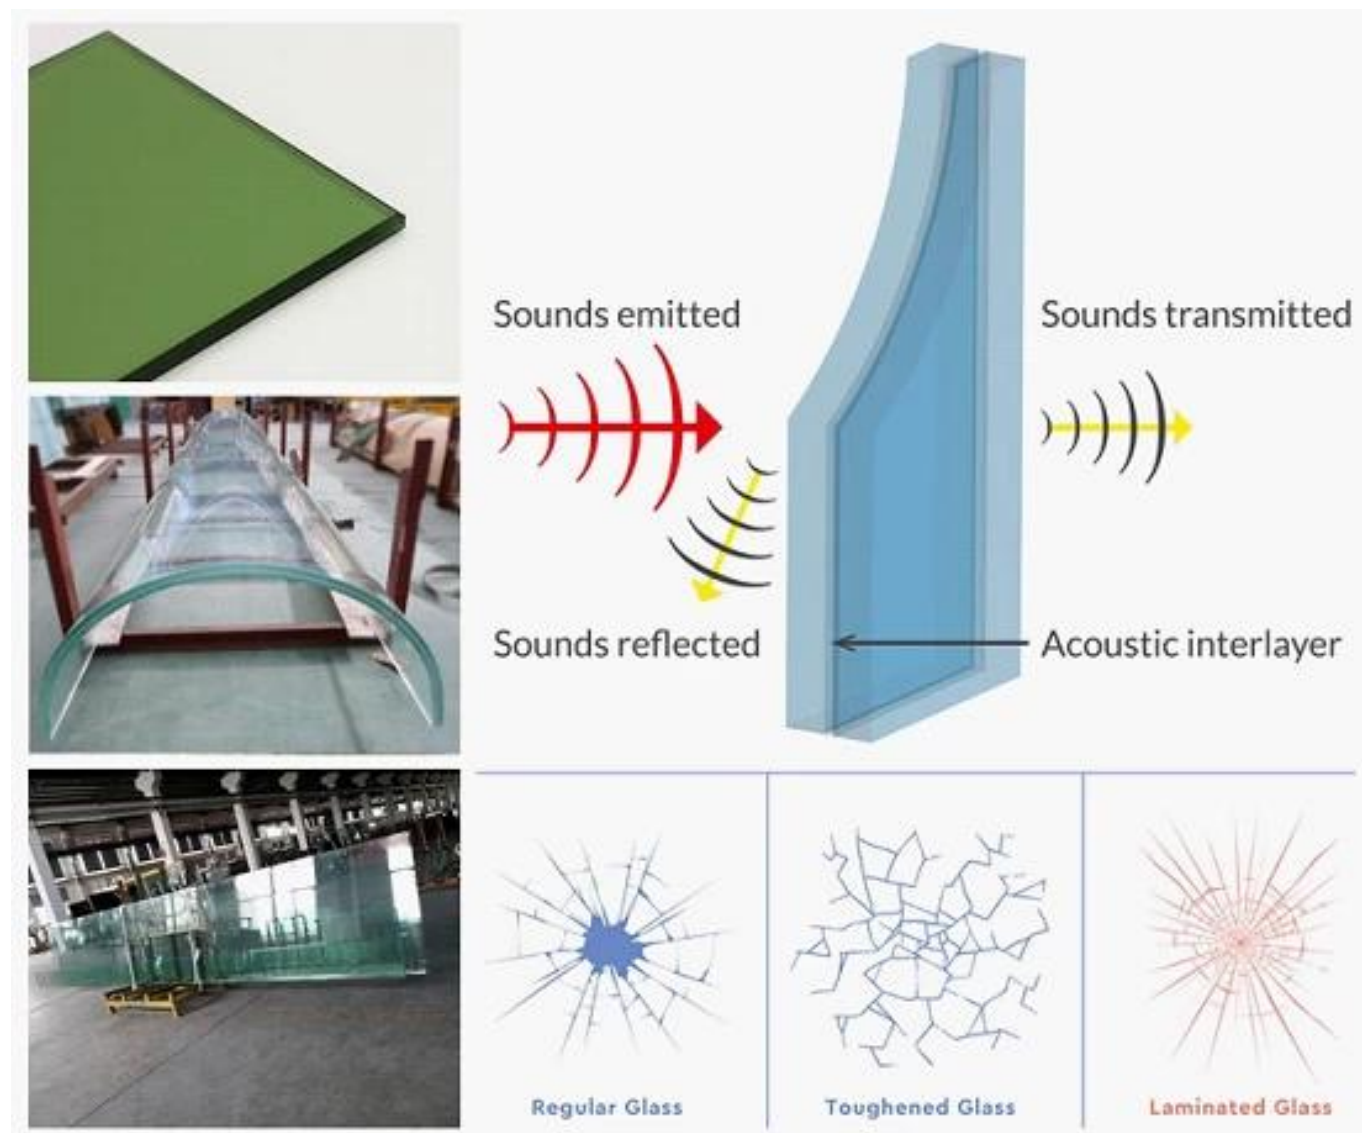 Sounds emitted
Sounds transmitted
Sounds reflected
Acoustic interlayer
Regular Glass
Toughened Glass
Laminated Glass